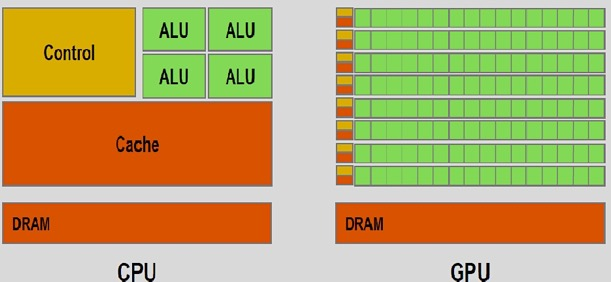 Control
ALU ALU
ALU ALU
Cache
DRAM
CPU
DRAM
GPU